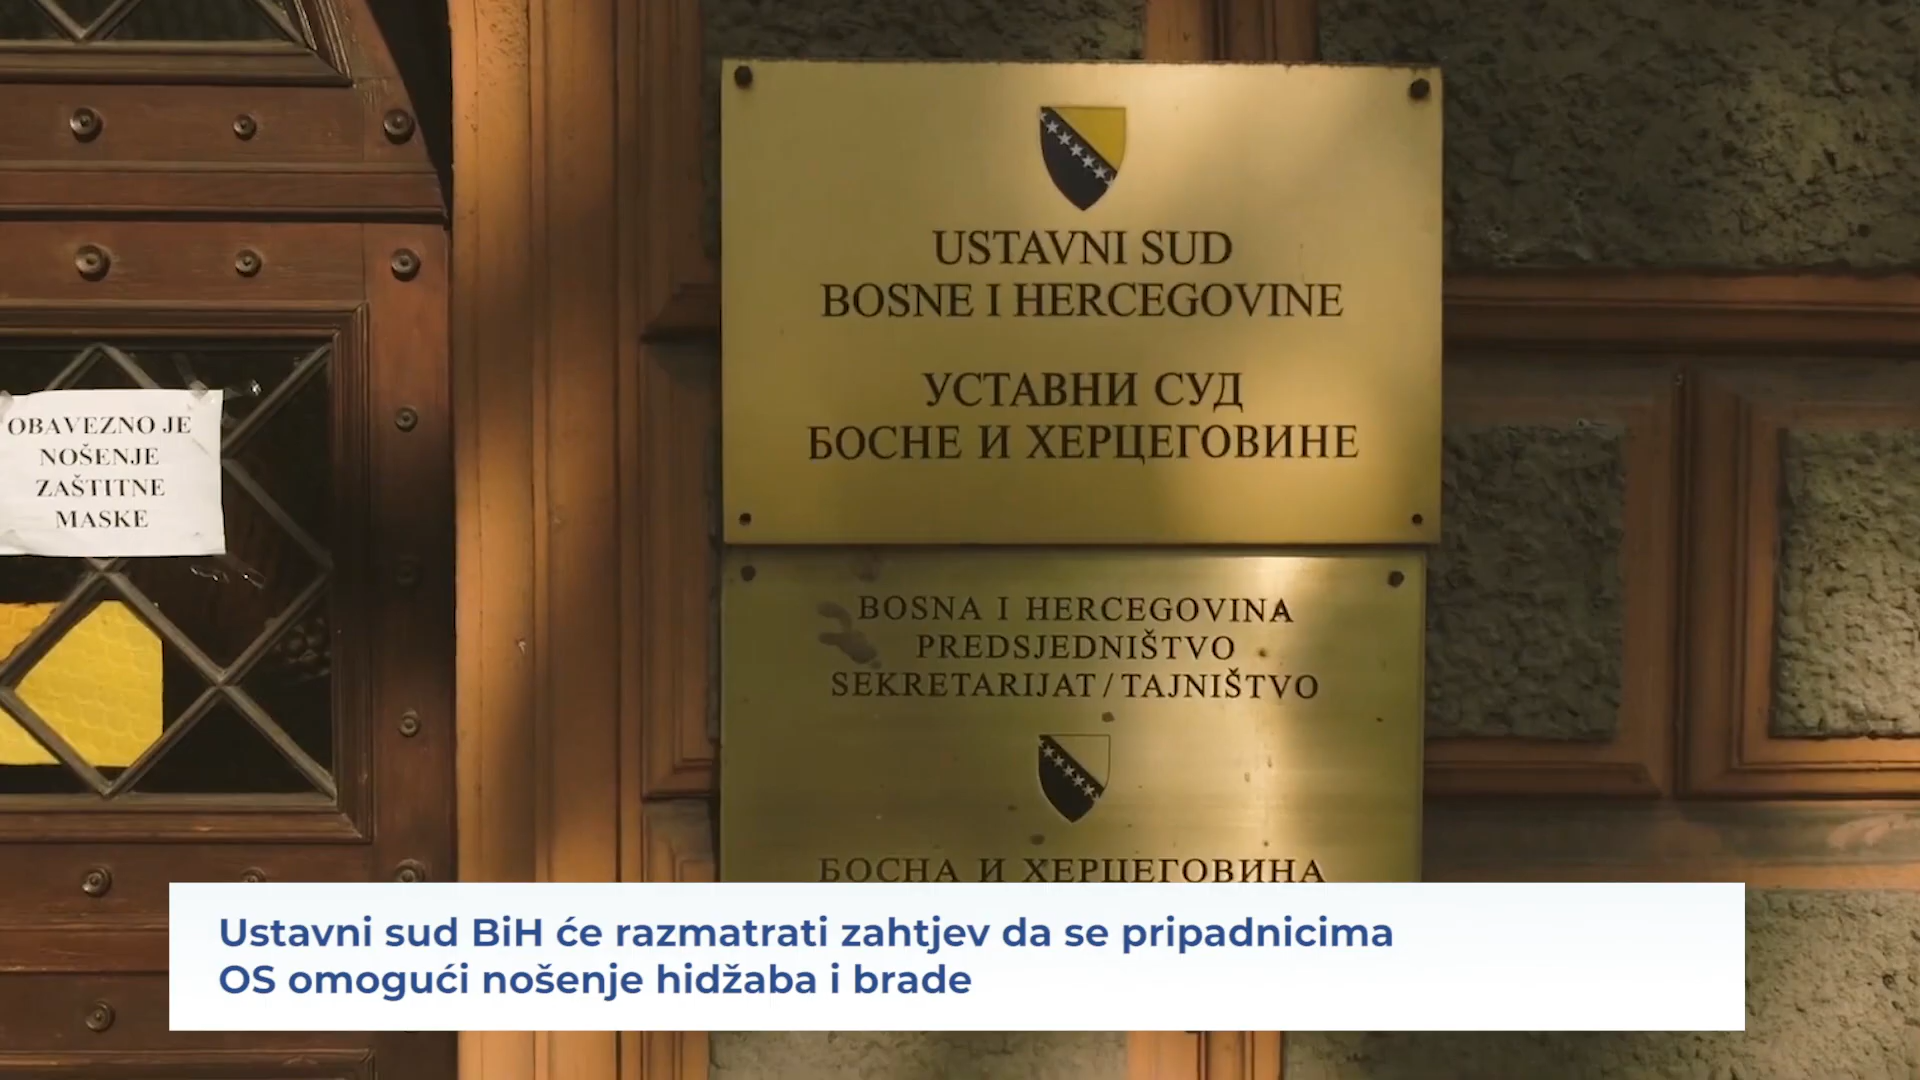 USTAVNI SUD
BOSNE I HERCEGOVINE
УСТАВНИ СУД
БОСНЕ И ХЕРЦЕГОВИНЕ
OBAVEZNO JE
NOŠENJE
ZAŠTITNE
MASKE
BOSNA I HERCEGOVINA
PREDSJEDNIŠTVO
SEKRETARIJAT / TAJNIŠTVO
БОСНА И ХЕРЦЕГОВИНА
Ustavni sud BiH će razmatrati zahtjev da se pripadnicima
OS omogući nošenje hidžaba i brade